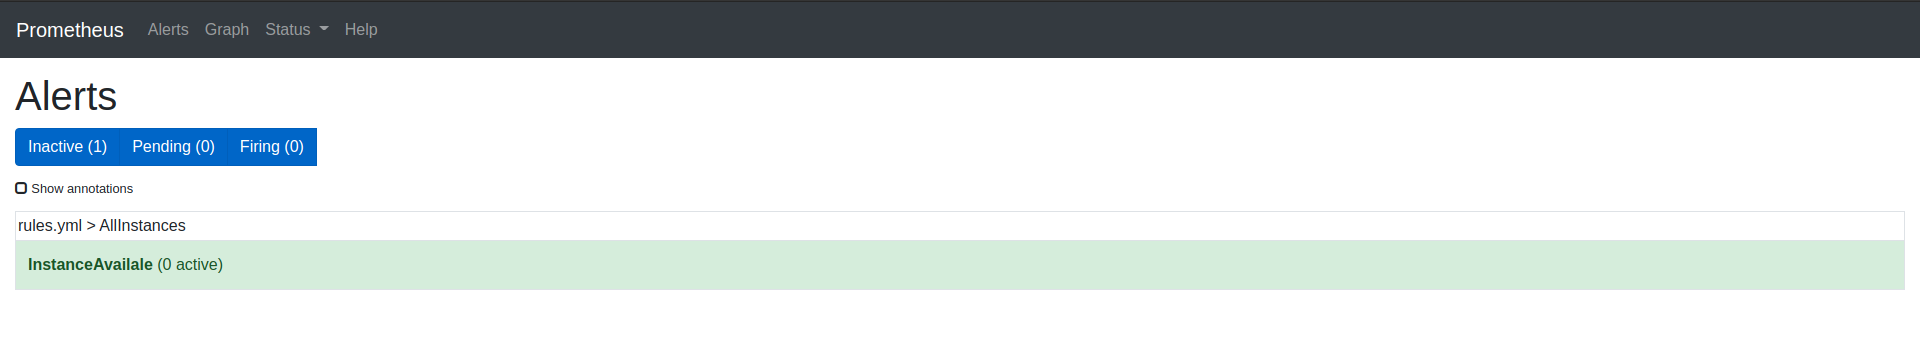 Prometheus Alerts Graph Status Help
Alerts
Inactive (1) Pending (0) Firing (0)
Show annotations
rules.yml > AllInstances
InstanceAvailale (0 active)